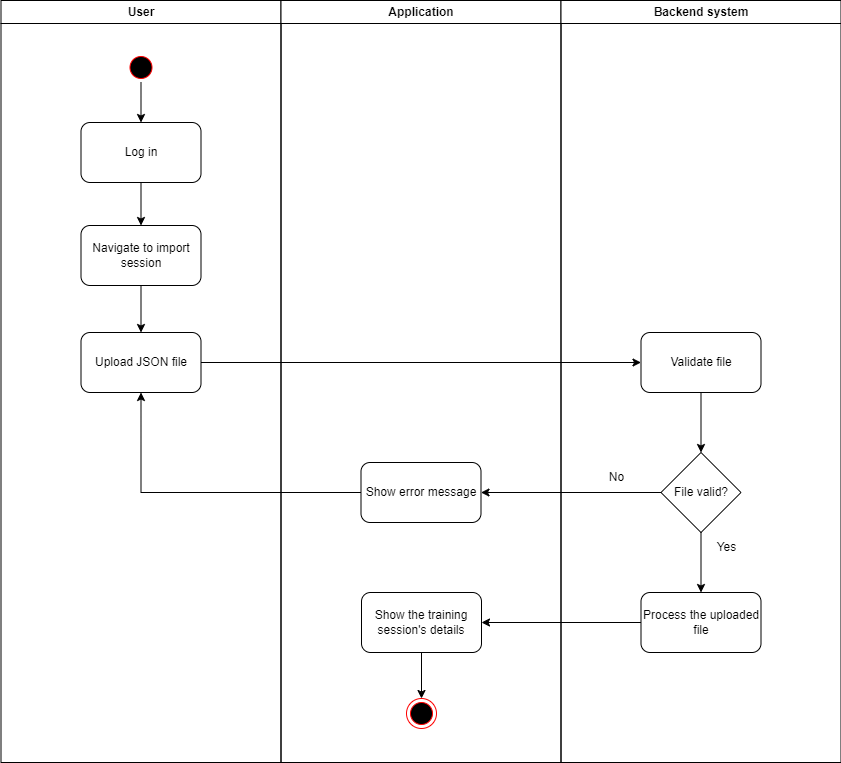 User
Application
Backend system
Log in
Navigate to import
session
Upload JSON file
Validate file
No
Show error message
File valid?
Yes
Show the training
session's details
Process the uploaded
file